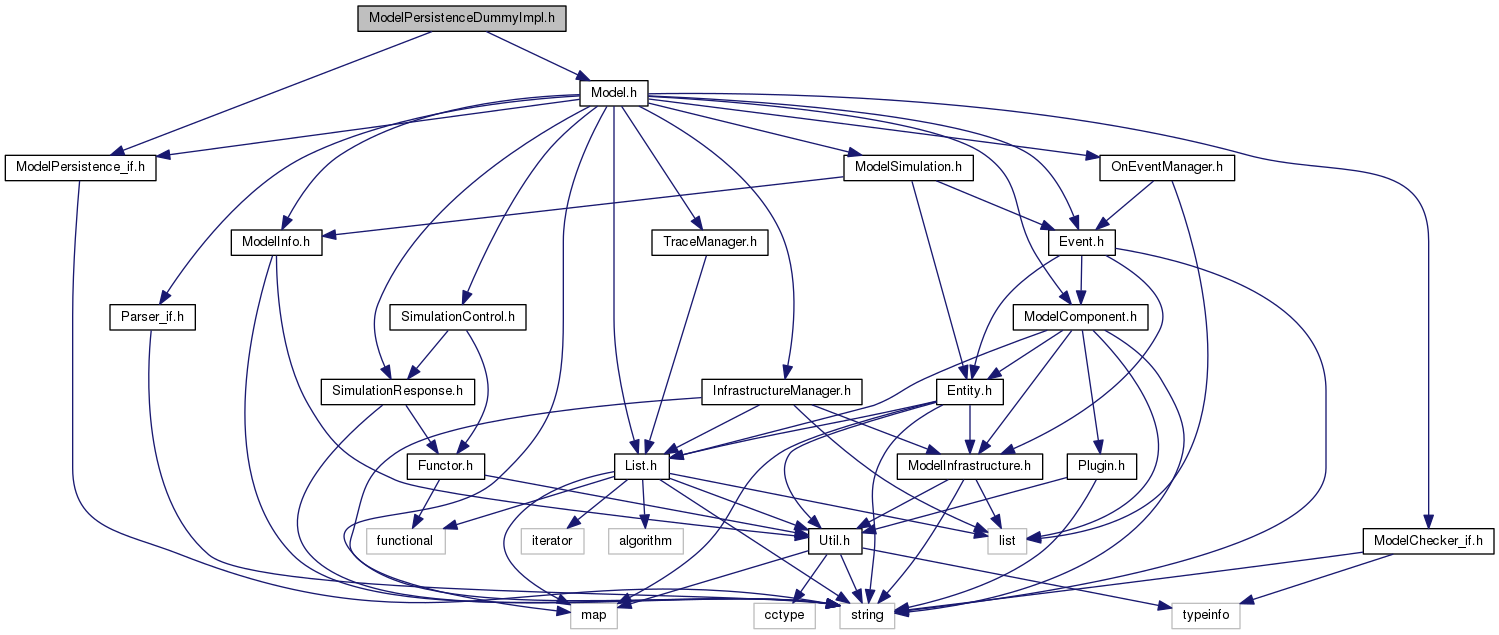 ModelPersistenceDummyImpl.h
Model.h
ModelPersistence_if.h
ModelSimulation.h
OnEventManager.h
ModelInfo.h
TraceManager.h
Event.h
Parser_if.h
SimulationControl.h
ModelComponent.h
SimulationResponse.h
InfrastructureManager.h
Entity.h
Functor.h
List.h
ModelInfrastructure.h
Plugin.h
functional
iterator
algorithm
Util.h
list
ModelChecker_if.h
map
cctype
string
typeinfo